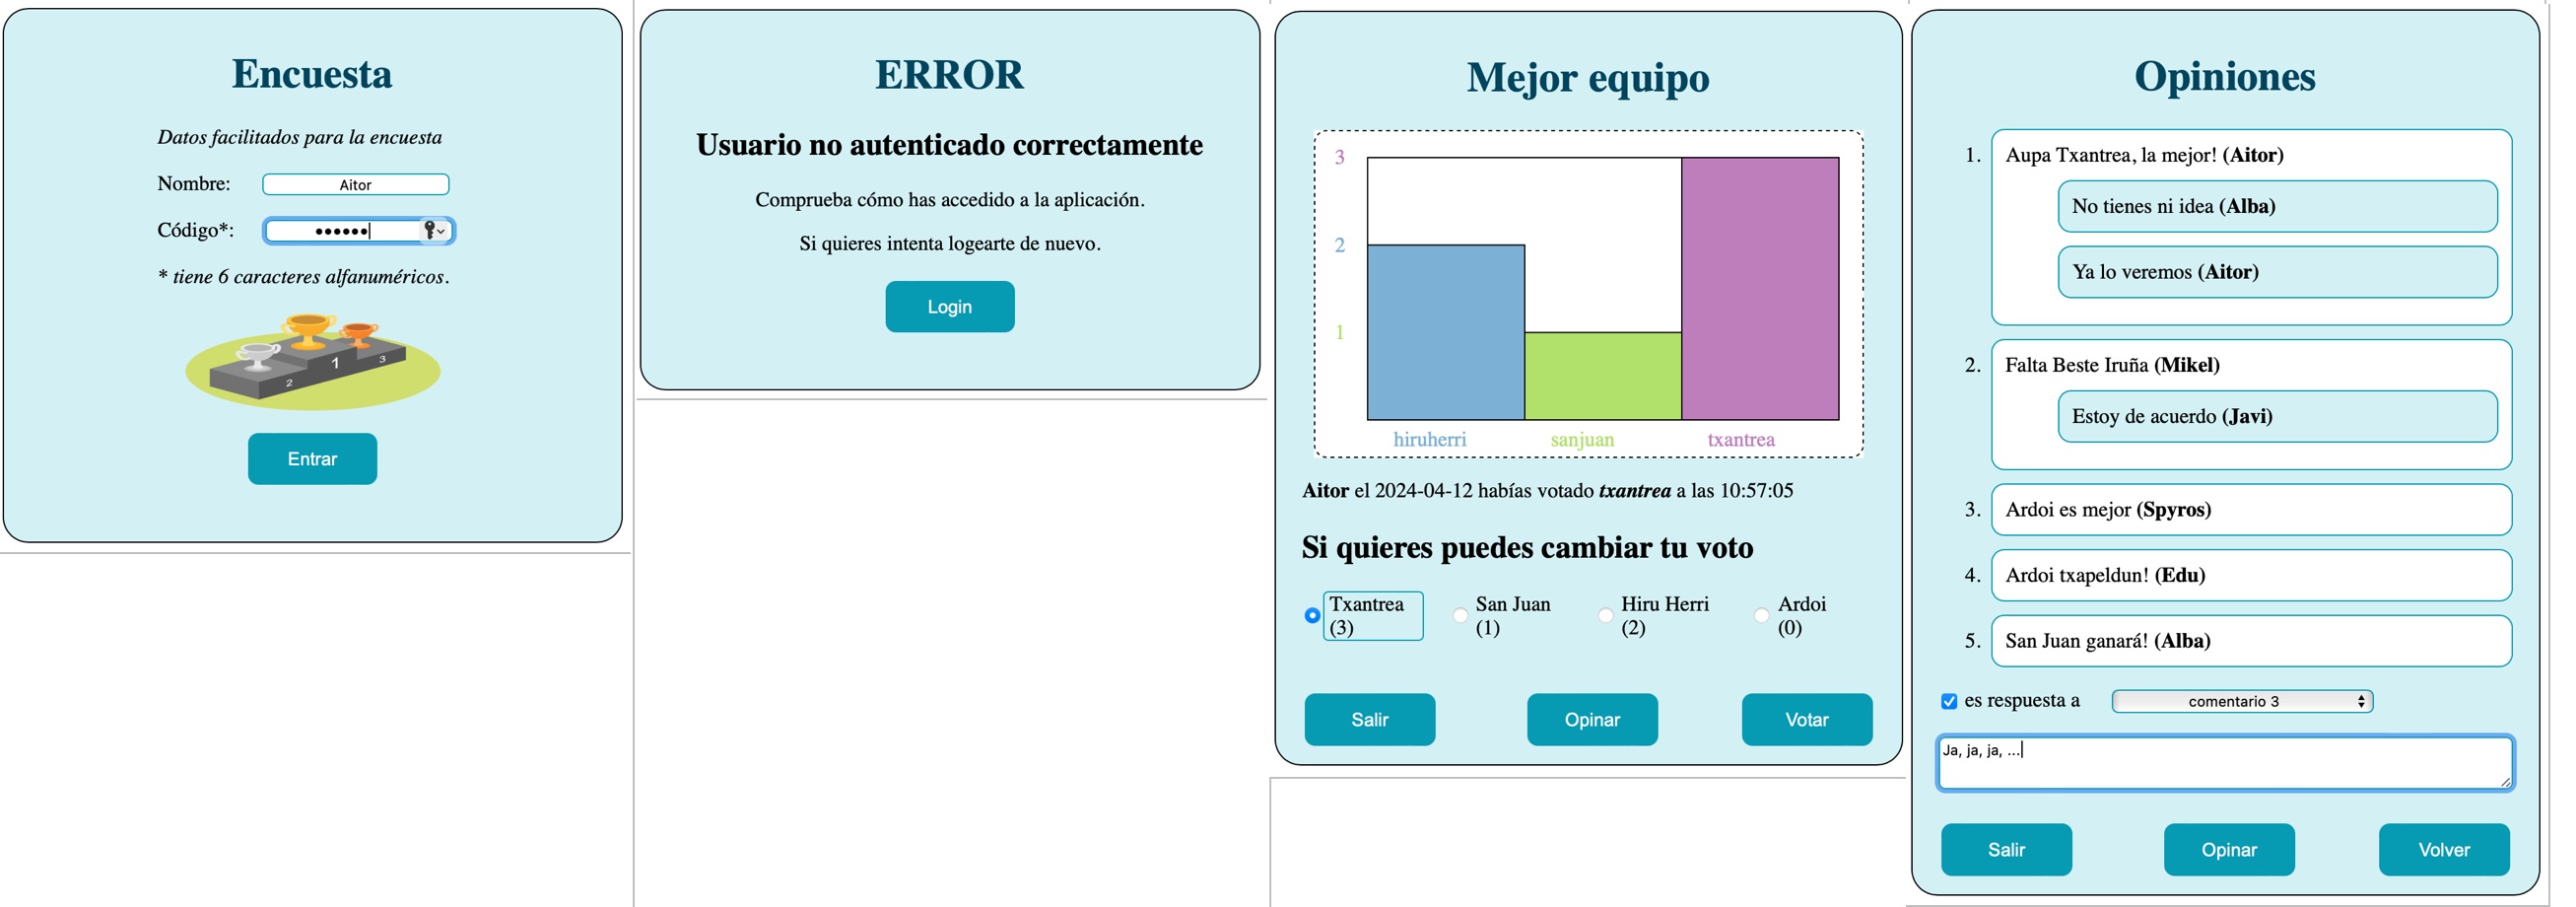 Encuesta
Datos facilitados para la encuesta
Nombre: Aitor
Código*: ••••••
* tiene 6 caracteres alfanuméricos.
1
2
3
Entrar
ERROR
Usuario no autenticado correctamente
Comprueba cómo has accedido a la aplicación.
Si quieres intenta logearte de nuevo.
Login
Mejor equipo
3
2
1
hiruherri sanjuan txantrea
Aitor el 2024-04-12 habías votado txantrea a las 10:57:05
Si quieres puedes cambiar tu voto
Txantrea (3)
San Juan (1)
Hiru Herri (2)
Ardoi (0)
Salir Opinar Votar
Opiniones
1. Aupa Txantrea, la mejor! (Aitor)
No tienes ni idea (Alba)
Ya lo veremos (Aitor)
2. Falta Beste Iruña (Mikel)
Estoy de acuerdo (Javi)
3. Ardoi es mejor (Spyros)
4. Ardoi txapeldun! (Edu)
5. San Juan ganará! (Alba)
es respuesta a comentario 3
Ja, ja, ja, ...
Salir Opinar Volver